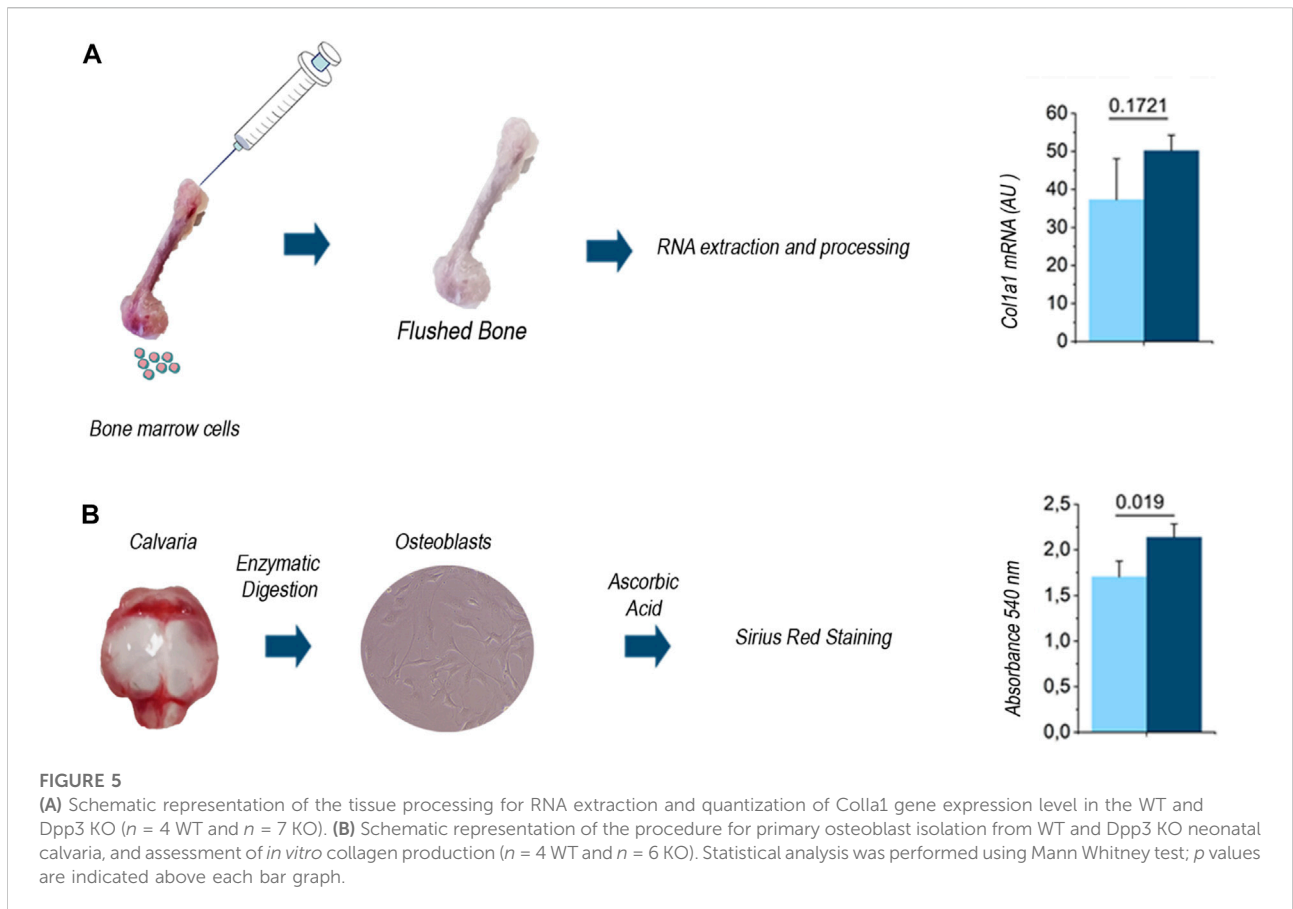 A
0.1721
60
50
40
30
20
10
0
Col1a1 mRNA (AU )
RNA extraction and processing
Flushed Bone
Bone marrow cells
B
Calvaria
Enzymatic
Digestion
Osteoblasts
Ascorbic
Acid
Sirius Red Staining
0.019
2,5
2,0
1,5
1,0
0,5
0,0
Absorbance 540 nm
FIGURE 5
(A) Schematic representation of the tissue processing for RNA extraction and quantization of Colla1 gene expression level in the WT and
Dpp3 KO (n = 4 WT and n = 7 KO). (B) Schematic representation of the procedure for primary osteoblast isolation from WT and Dpp3 KO neonatal
calvaria, and assessment of in vitro collagen production (n = 4 WT and n = 6 KO). Statistical analysis was performed using Mann Whitney test; p values
are indicated above each bar graph.